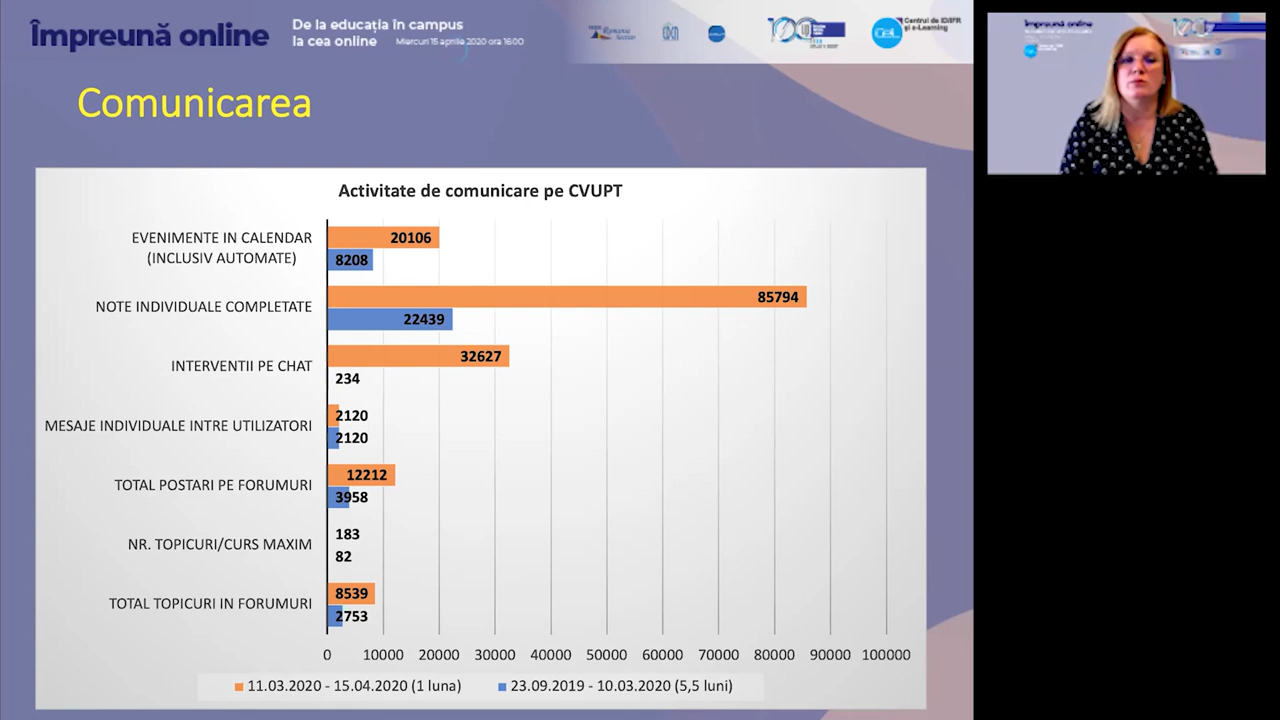 Împreună online
De la educația în campus
la cea online Miercuri 15 aprilie 2020 ora 16:00
Centrul de ID/IFR
și e-Learning
Comunicarea
Activitate de comunicare pe CVUPT
EVENIMENTE IN CALENDAR
(INCLUSIV AUTOMATE)
20106
8208
NOTE INDIVIDUALE COMPLETATE
85794
22439
INTERVENTII PE CHAT
32627
234
MESAJE INDIVIDUALE INTRE UTILIZATORI
2120
2120
TOTAL POSTARI PE FORUMURI
12212
3958
NR. TOPICURI/CURS MAXIM
183
82
TOTAL TOPICURI IN FORUMURI
8539
2753
0 10000 20000 30000 40000 50000 60000 70000 80000 90000 100000
11.03.2020 - 15.04.2020 (1 luna) 23.09.2019 - 10.03.2020 (5,5 luni)
Împreună online